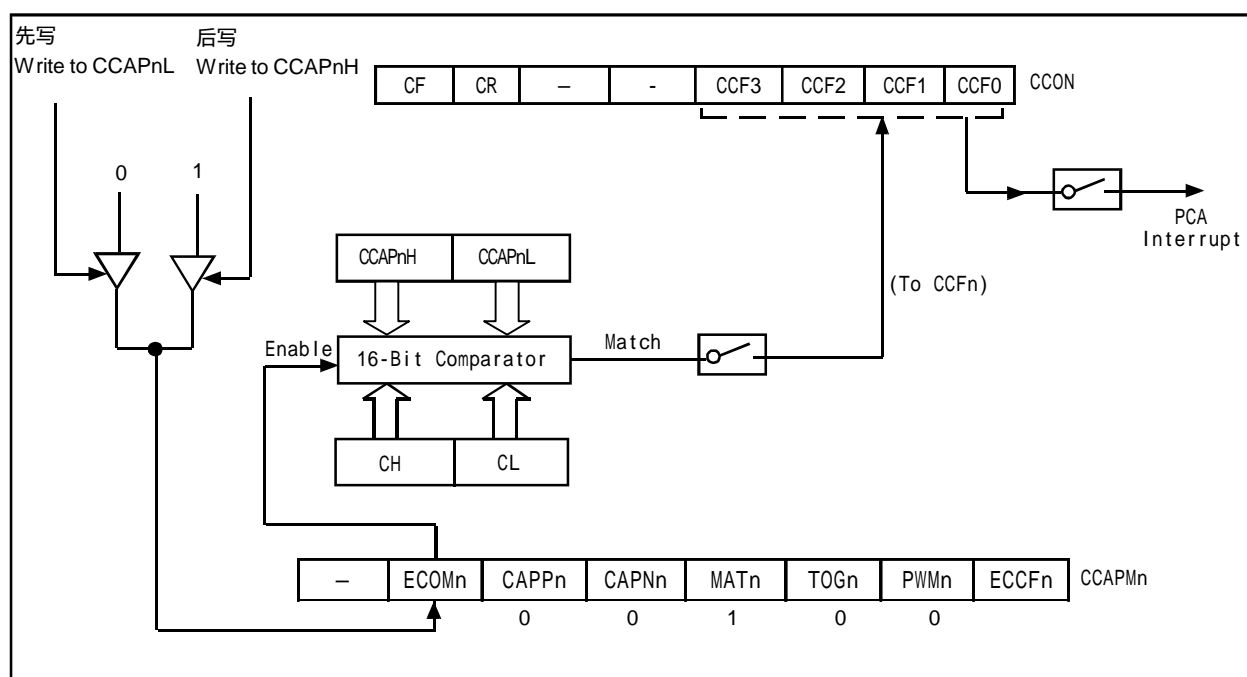 先写 后写
Write to CCAPnL Write to CCAPnH
CF CR – - CCF3 CCF2 CCF1 CCF0 CCON
0 1
PCA
Interrupt
CCAPnH CCAPnL
(To CCFn)
Enable 16-Bit Comparator Match
CH CL
– ECOMn CAPPn CAPNn MATn TOGn PWMn ECCFn CCAPMn
0 0 1 0 0